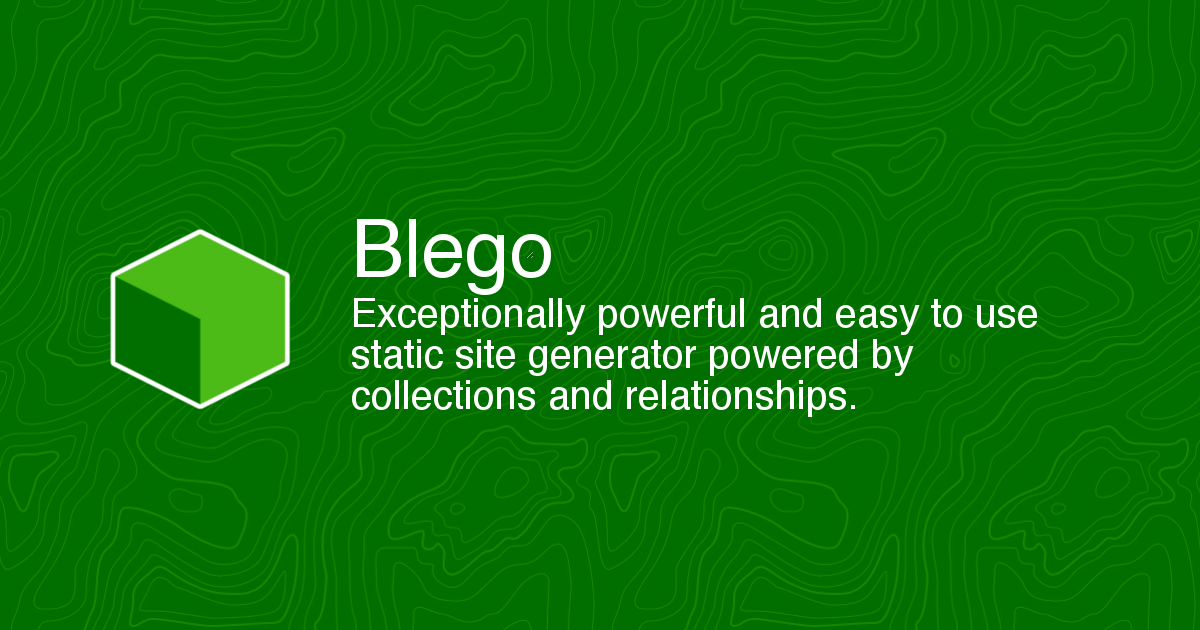 Blego
Exceptionally powerful and easy to use
static site generator powered by
collections and relationships.